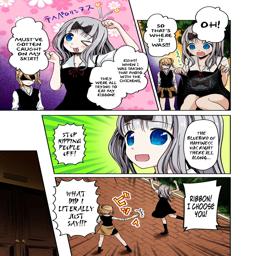 OH!
SO
THAT'S
WHERE IT
WAS!!!
RIGHT!
WHEN I
WAS TAKING
THAT PHOTO
WITH THE
CHICKENS,
THEY WERE
ALL TRYING
TO EAT
MY RIBBON!
MUST'VE
GOTTEN
CAUGHT ON
MY SKIRT!
THE
BLUEBIRD OF
HAPPINESS
WAS RIGHT
THERE ALL
ALONG...
STOP
RIPPING
PEOPLE
OFF!
RIBBON!
I CHOOSE
YOU!
WHAT
DID I
LITERALLY
JUST
SAY!!?